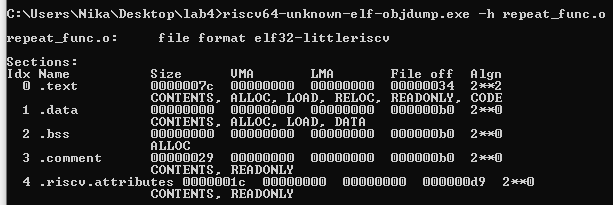 C:\Users\Nika\Desktop\lab4>riscv64-unknown-elf-objdump.exe -h repeat_func.o
repeat_func.o:     file format elf32-littleriscv
Sections:
Idx Name          Size      VMA       LMA       File off  Algn
  0 .text         0000007c  00000000  00000000  00000034  2**2
                  CONTENTS, ALLOC, LOAD, RELOC, READONLY, CODE
  1 .data         00000000  00000000  00000000  000000b0  2**0
                  CONTENTS, ALLOC, LOAD, DATA
  2 .bss          00000000  00000000  00000000  000000b0  2**0
                  ALLOC
  3 .comment      00000029  00000000  00000000  000000b0  2**0
                  CONTENTS, READONLY
  4 .riscv.attributes 0000001c  00000000  00000000  000000d9  2**0
                  CONTENTS, READONLY